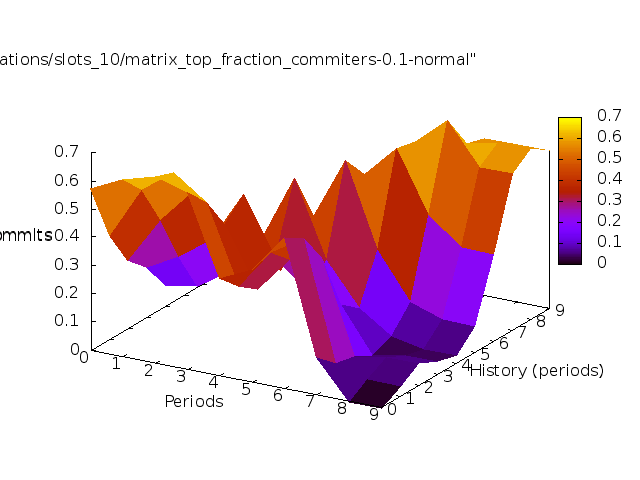 ations/slots_10/matrix_top_fraction_commiters-0.1-normal"
0.7
0.6
0.5
0.4
0.3
0.2
0.1
0
ommits
0.7
0.6
0.5
0.4
0.3
0.2
0.1
0
0 1 2 3 4 5 6 7 8 9
Periods
0 1 2 3 4 5 6 7 8 9
History (periods)